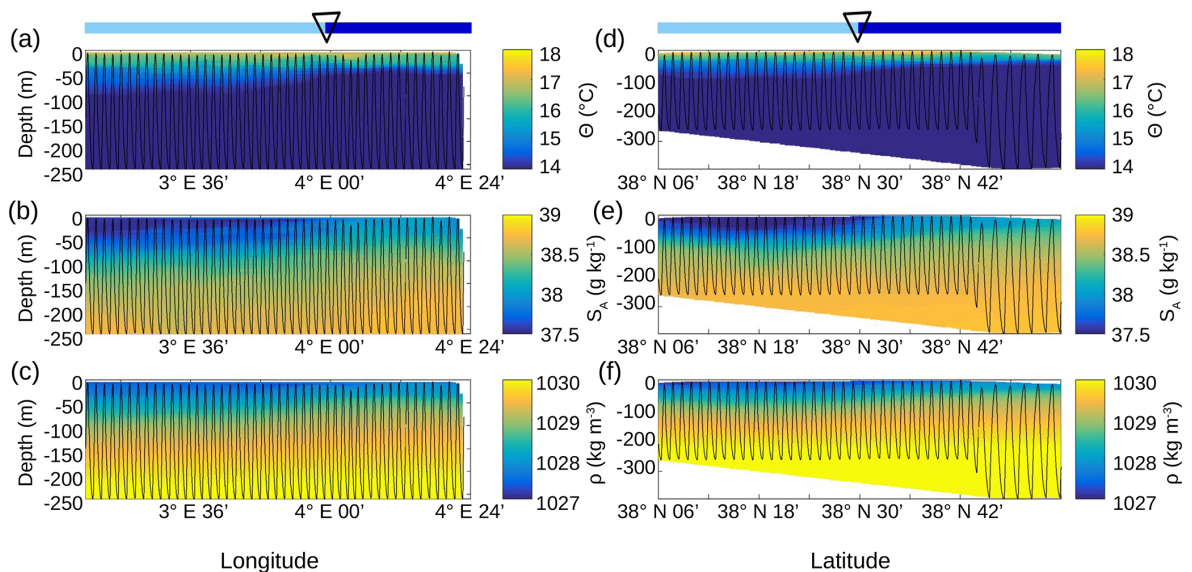 (a)
Depth (m)
0
-50
-100
-150
-200
-250
3° E 36’
4° E 00’
4° E 24’
18
17
16
15
14
Θ (°C)
(d)
0
-100
-200
-300
38° N 06’
38° N 18’
38° N 30’
38° N 42’
18
17
16
15
14
Θ (°C)
(b)
Depth (m)
0
-50
-100
-150
-200
-250
3° E 36’
4° E 00’
4° E 24’
39
38.5
38
37.5
S_A (g kg⁻¹)
(e)
0
-100
-200
-300
38° N 06’
38° N 18’
38° N 30’
38° N 42’
39
38.5
38
37.5
S_A (g kg⁻¹)
(c)
Depth (m)
0
-50
-100
-150
-200
-250
3° E 36’
4° E 00’
4° E 24’
1030
1029
1028
1027
ρ (kg m⁻³)
(f)
0
-100
-200
-300
38° N 06’
38° N 18’
38° N 30’
38° N 42’
1030
1029
1028
1027
ρ (kg m⁻³)
Longitude
Latitude